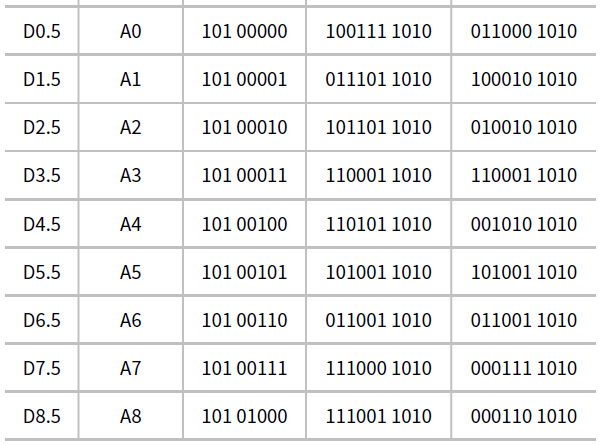 D0.5 A0 101 00000 100111 1010 011000 1010
D1.5 A1 101 00001 011101 1010 100010 1010
D2.5 A2 101 00010 101101 1010 010010 1010
D3.5 A3 101 00011 110001 1010 110001 1010
D4.5 A4 101 00100 110101 1010 001010 1010
D5.5 A5 101 00101 101001 1010 101001 1010
D6.5 A6 101 00110 011001 1010 011001 1010
D7.5 A7 101 00111 111000 1010 000111 1010
D8.5 A8 101 01000 111001 1010 000110 1010